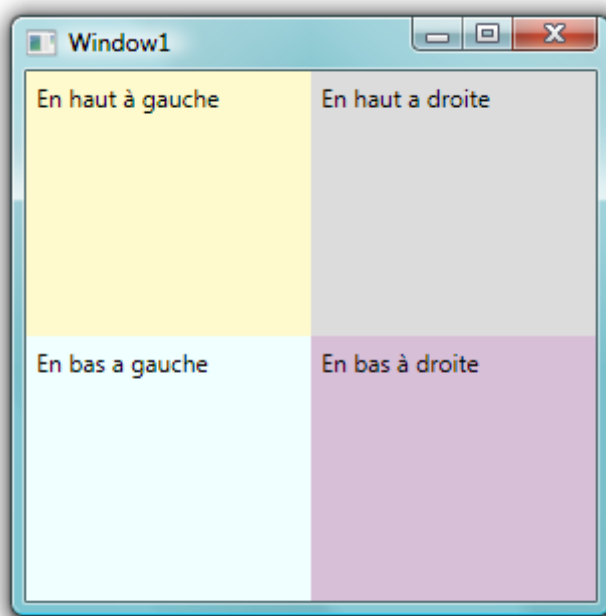 Window1
En haut à gauche
En haut a droite
En bas a gauche
En bas à droite